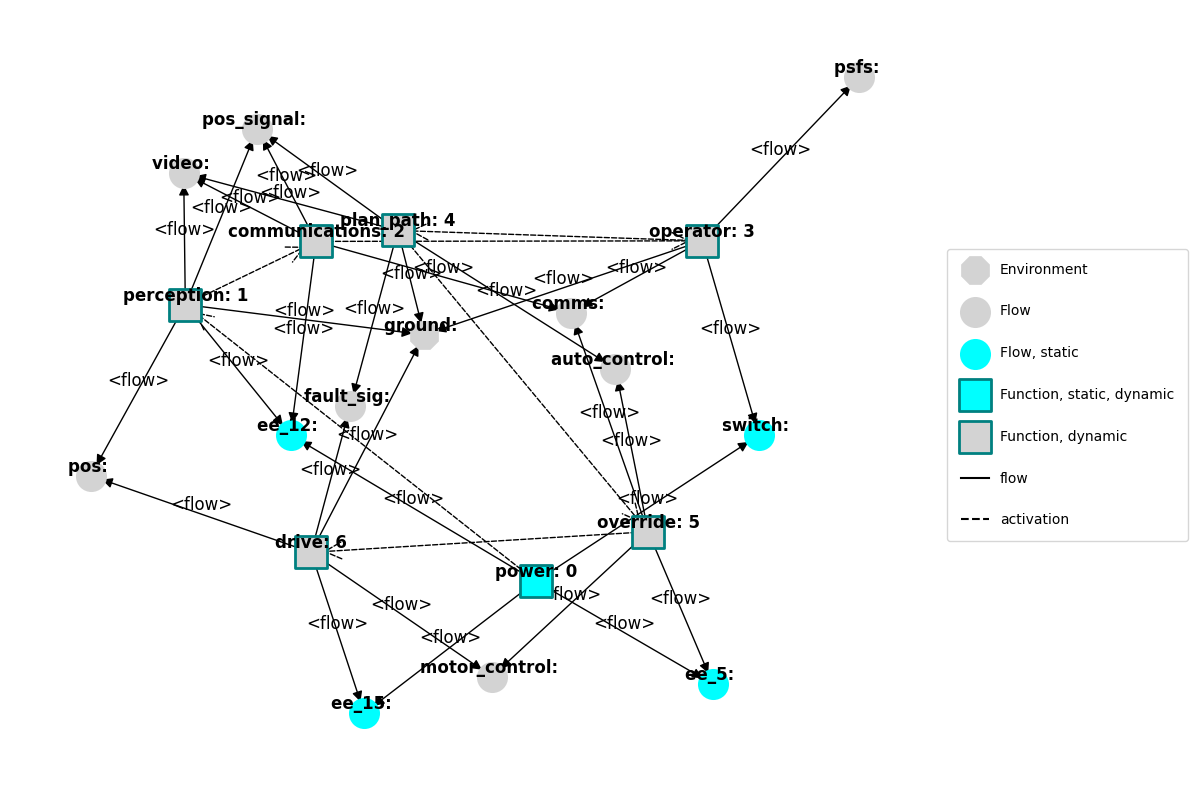 psfs:
pos_signal:
<flow>
video:
<flow>
<flow>
<flow>
<flow>
<flow>
plan_path: 4
communications: 2
operator: 3
<flow>
<flow>
<flow>
<flow>
<flow>
<flow>
perception: 1
comms:
<flow>
<flow>
<flow>
ground:
<flow>
auto_control:
<flow>
<flow>
fault_sig:
<flow>
ee_12:
switch:
<flow>
<flow>
pos:
<flow>
<flow>
<flow>
<flow>
override: 5
drive: 6
power: 0
flow>
<flow>
<flow>
<flow>
<flow>
<flow>
motor_control:
ee_5:
ee_15:
Environment
Flow
Flow, static
Function, static, dynamic
Function, dynamic
flow
activation